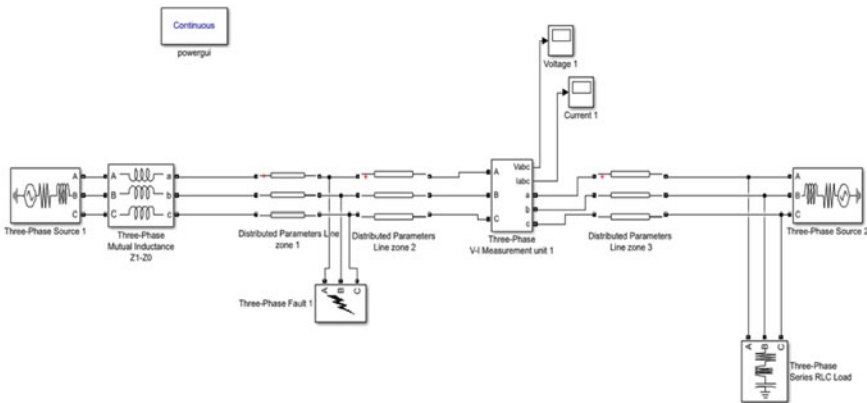 Continuous
powergui
Voltage 1
Current 1
A
B
C
Three-Phase Source 1
A
B
C
a
b
c
Three-Phase
Mutual Inductance
Z1-Z0
Distributed Parameters Line
zone 1
Distributed Parameters
Line zone 2
A
B
C
Vabc
Iabc
a
b
c
Three-Phase
V-I Measurement unit 1
Distributed Parameters
Line zone 3
A
B
C
Three-Phase Source 2
A
B
C
Three-Phase Fault 1
A
B
C
Three-Phase
Series RLC Load